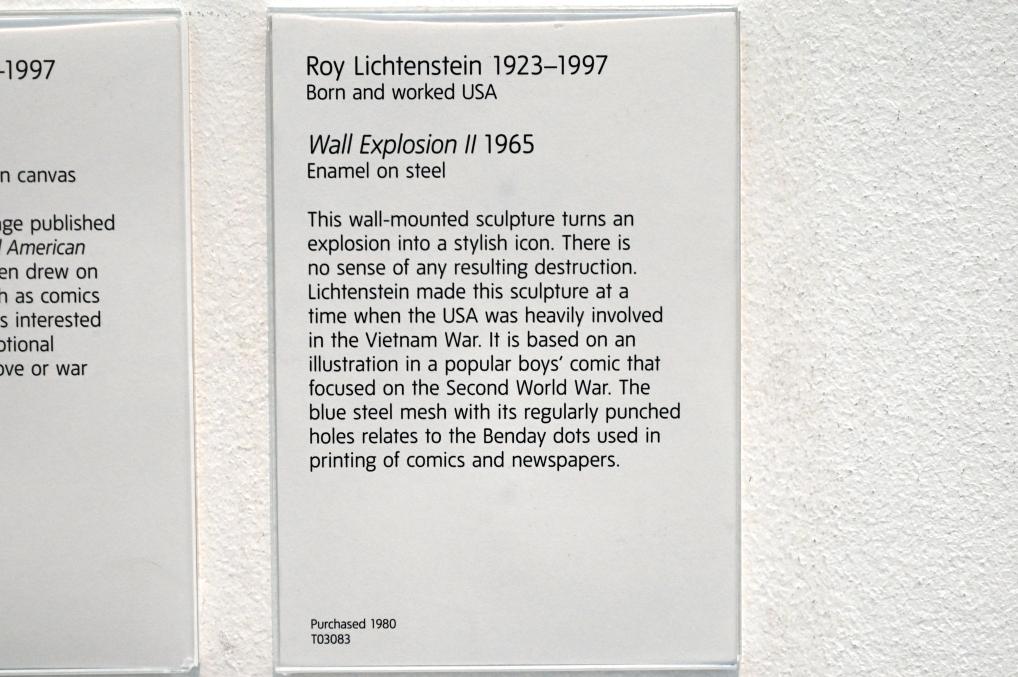 -1997
n canvas
ge published
American
en drew on
h as comics
s interested
otional
ove or war
Roy Lichtenstein 1923–1997
Born and worked USA
Wall Explosion II 1965
Enamel on steel
This wall-mounted sculpture turns an
explosion into a stylish icon. There is
no sense of any resulting destruction.
Lichtenstein made this sculpture at a
time when the USA was heavily involved
in the Vietnam War. It is based on an
illustration in a popular boys’ comic that
focused on the Second World War. The
blue steel mesh with its regularly punched
holes relates to the Benday dots used in
printing of comics and newspapers.
Purchased 1980
T03083